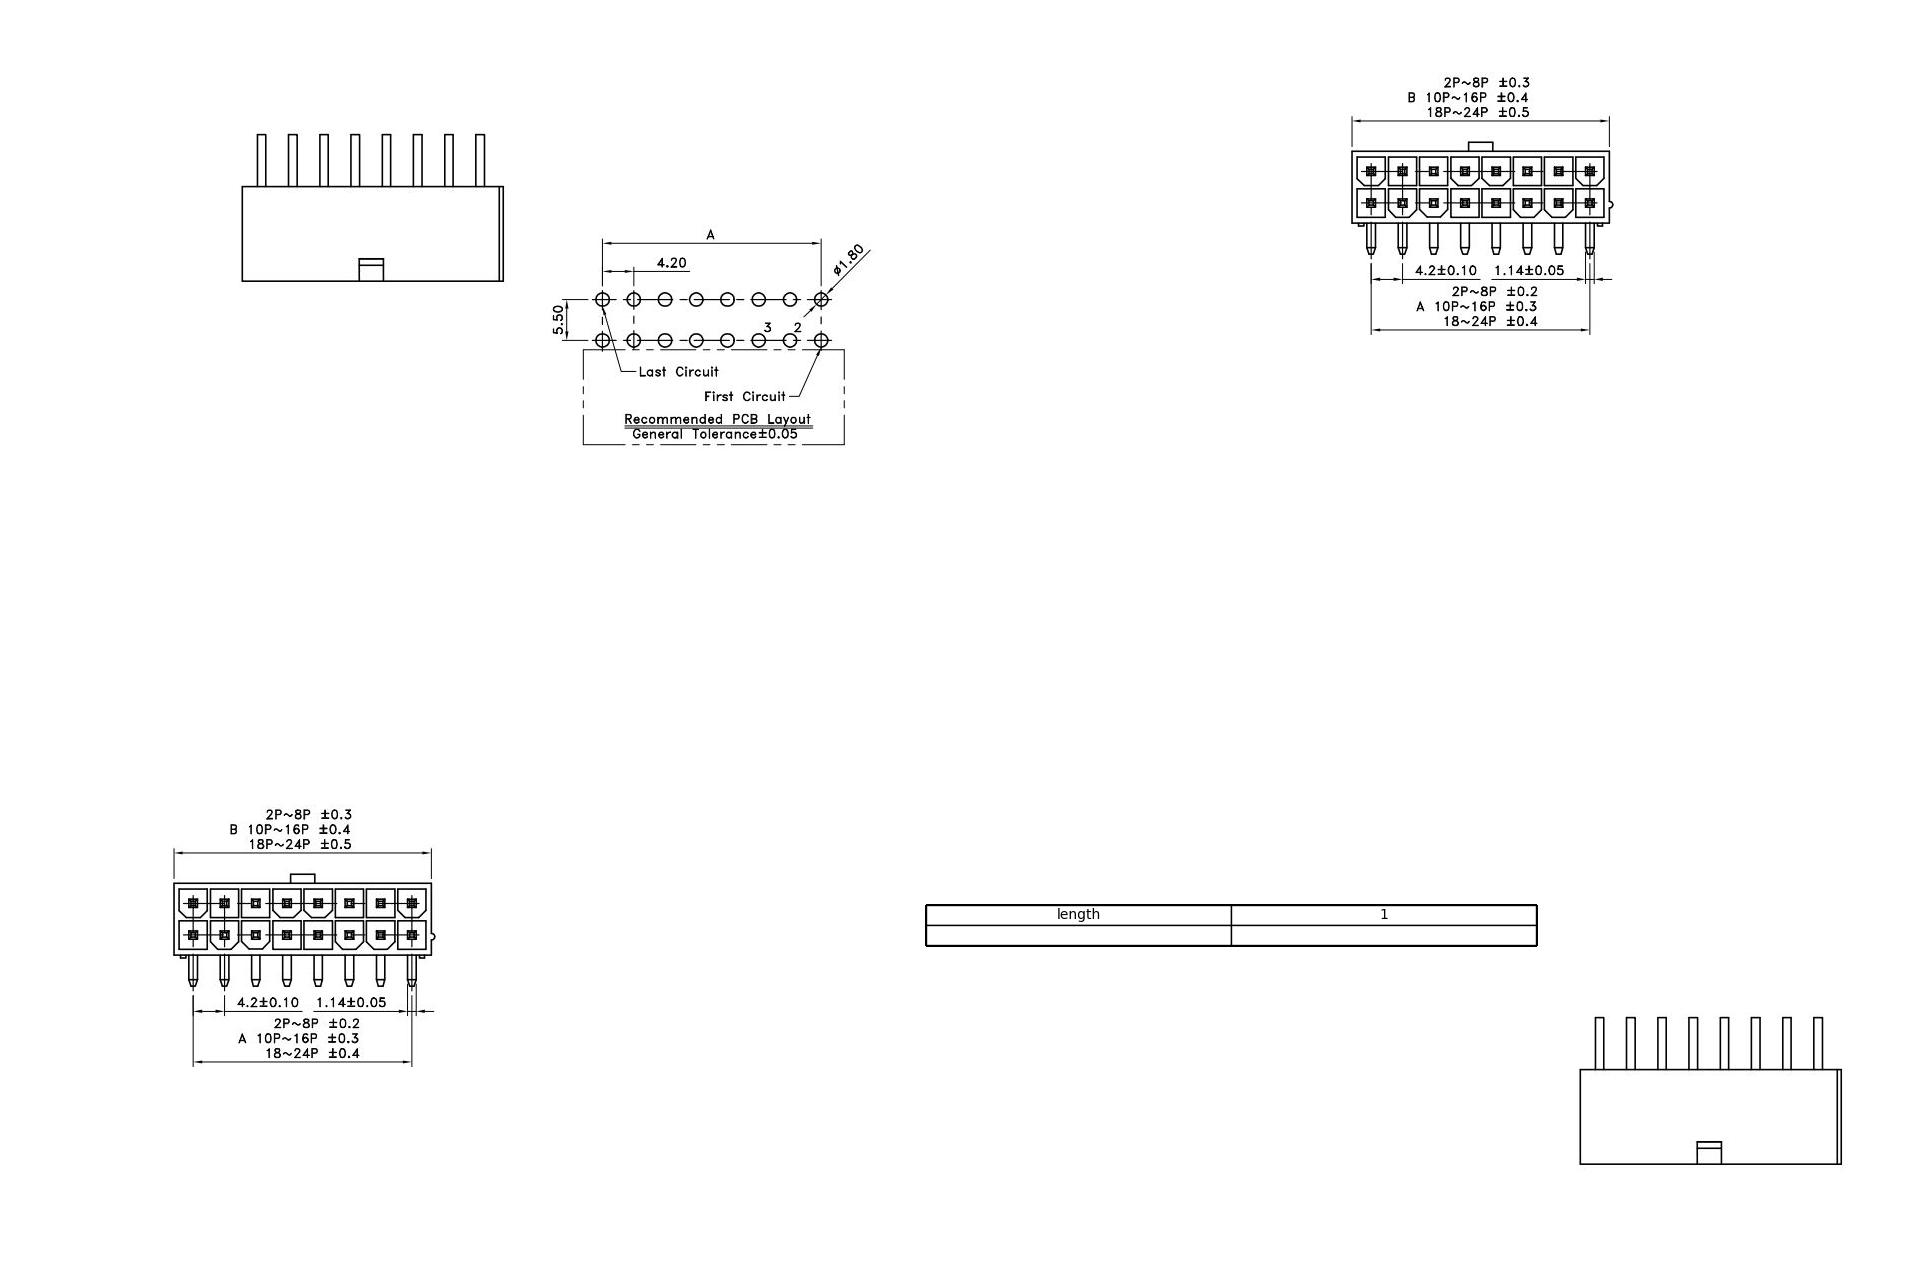 2P~8P ±0.3
B 10P~16P ±0.4
18P~24P ±0.5
4.2±0.10 1.14±0.05
2P~8P ±0.2
A 10P~16P ±0.3
18~24P ±0.4
A
4.20
ø1.80
5.50
3 2
Last Circuit
First Circuit
Recommended PCB Layout
General Tolerance±0.05
2P~8P ±0.3
B 10P~16P ±0.4
18P~24P ±0.5
4.2±0.10 1.14±0.05
2P~8P ±0.2
A 10P~16P ±0.3
18~24P ±0.4
length 1